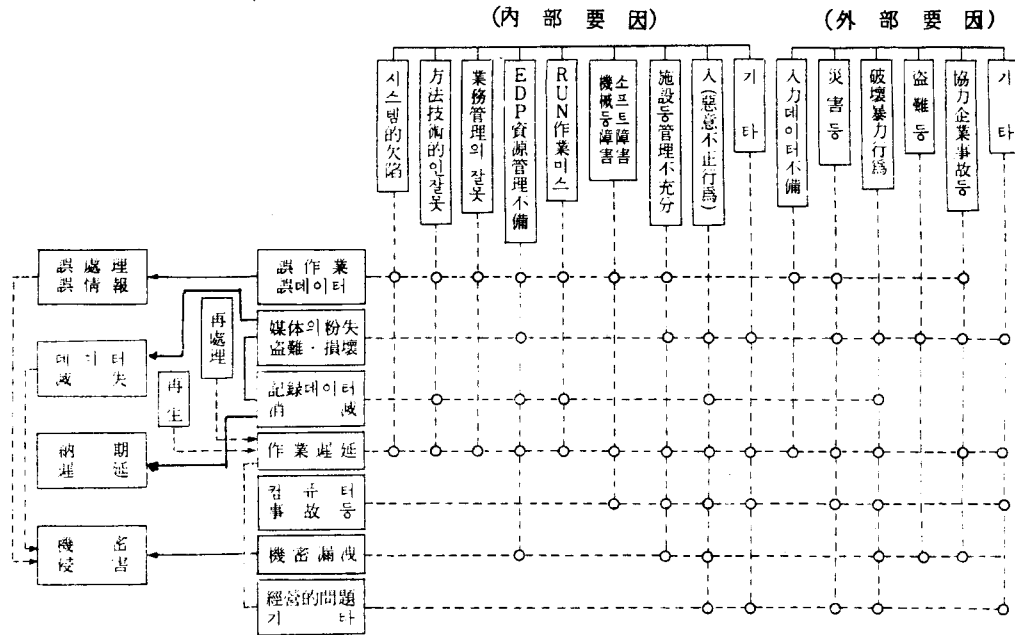 (內部要因)
(外部要因)
시스템的欠陷
方法技術的인잘못
業務管理의잘못
EDP資源管理不備
RUN作業미스
소프트障害
機械등障害
施設등管理不充分
人(惡意不正行爲)
기타
入力데이터不備
災害등
破壞暴力行爲
盜難등
協力企業事故등
기타
誤處理
誤情報
誤作業
誤데이터
再處理
媒体의粉失
盜難·損壞
데이터
滅失
再生
記録데이터
消滅
納期
遅延
作業遅延
컴퓨터
事故등
機密
侵害
機密漏洩
經營的問題
기타